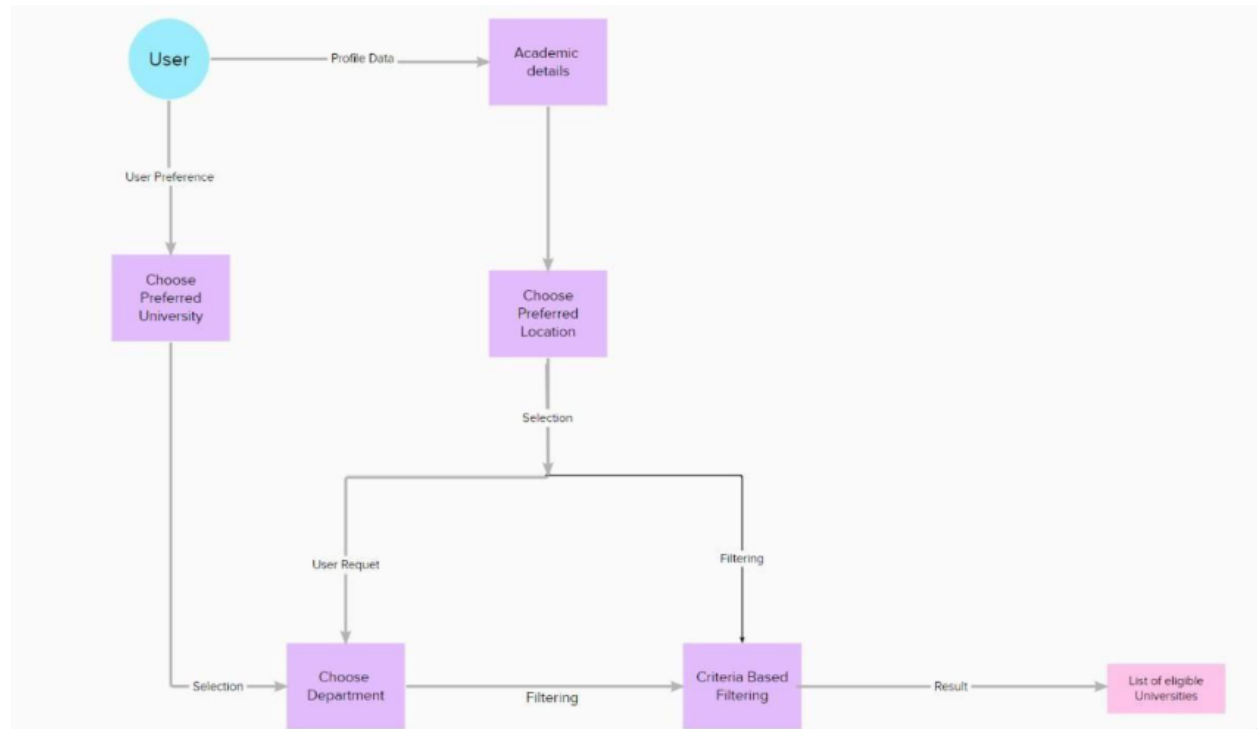 User
Profile Data
Academic
details
User Preference
Choose
Preferred
University
Choose
Preferred
Location
Selection
User Requet
Filtering
Selection
Choose
Department
Filtering
Criteria Based
Filtering
Result
List of eligible
Universities